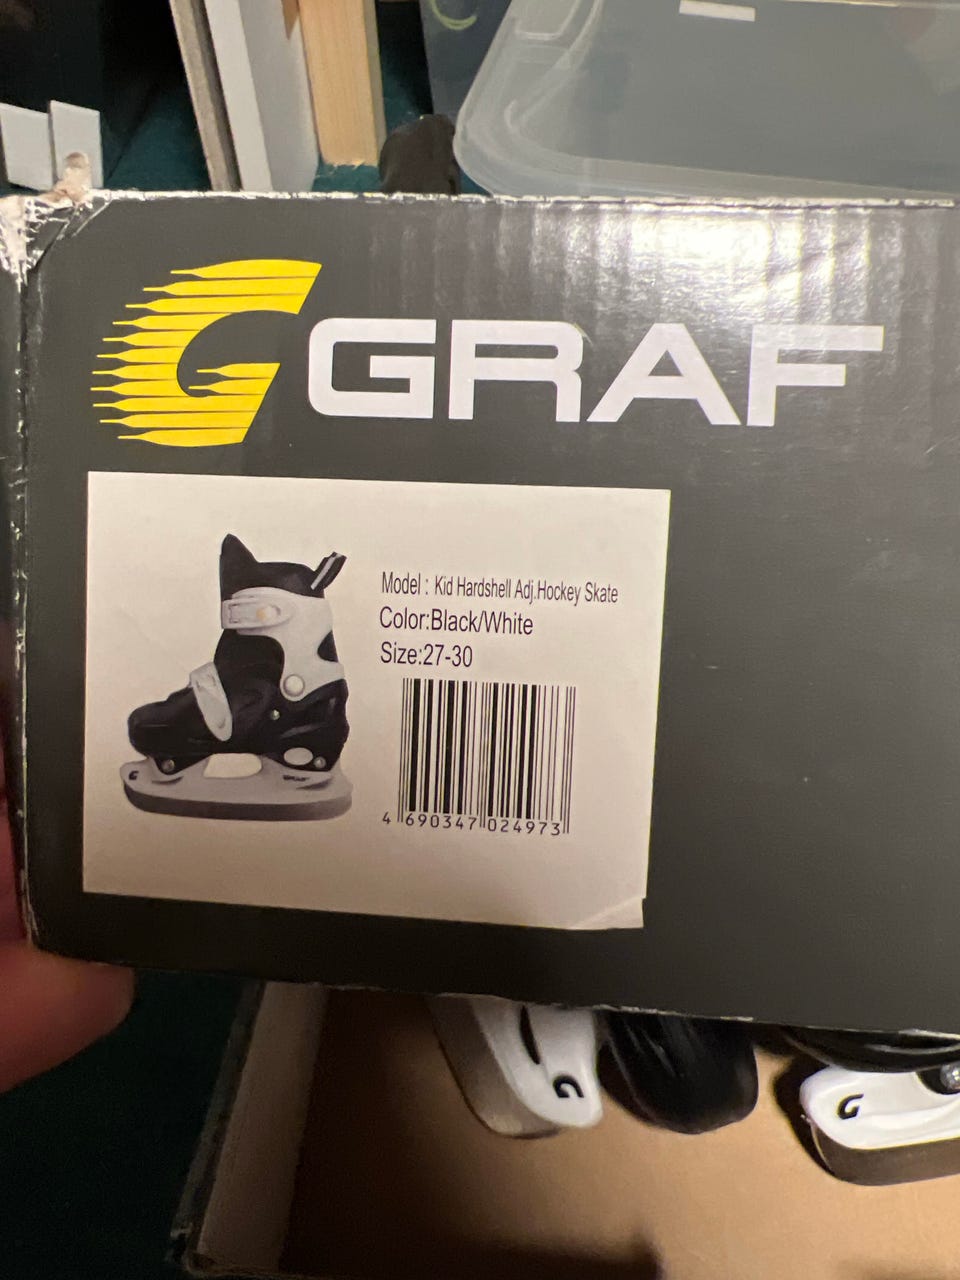 GRAF
Model : Kid Hardshell Adj.Hockey Skate
Color:Black/White
Size:27-30
4 690347 024973
G
G